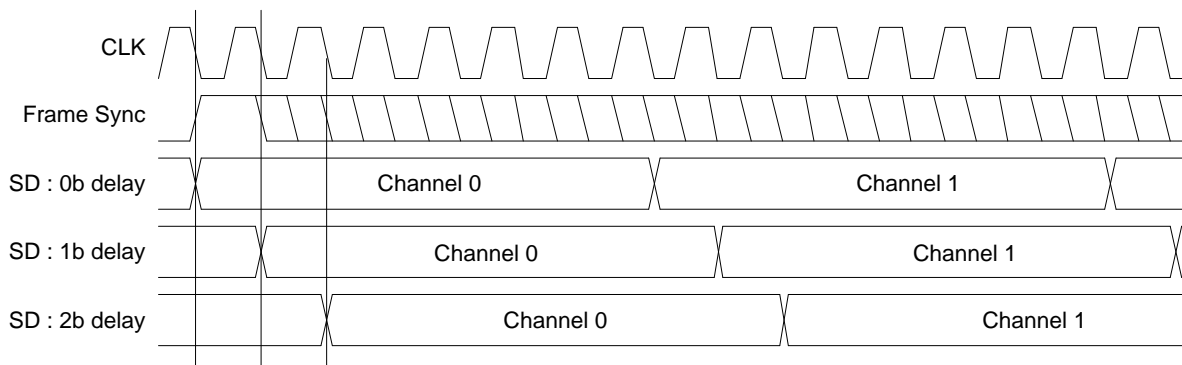 CLK
Frame Sync
SD : 0b delay Channel 0 Channel 1
SD : 1b delay Channel 0 Channel 1
SD : 2b delay Channel 0 Channel 1